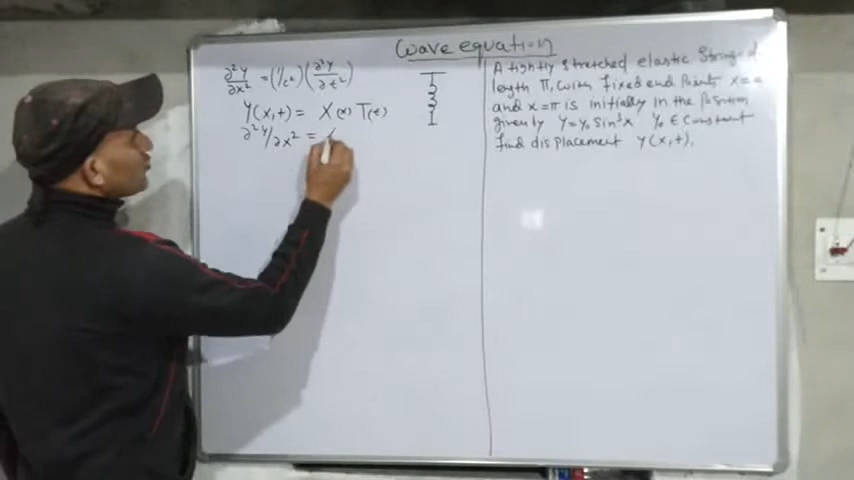 Wave equation
∂²y/∂x² = (1/c²) (∂²y/∂t²)
Y(x,t) = X(x) T(t)
∂²y/∂x² =
A tightly stretched elastic string of
length π, with fixed end points x=0
and x=π is initially in the position
given by Y=y₀ sin³x y₀ ∈ constant
find displacement Y(x,t).